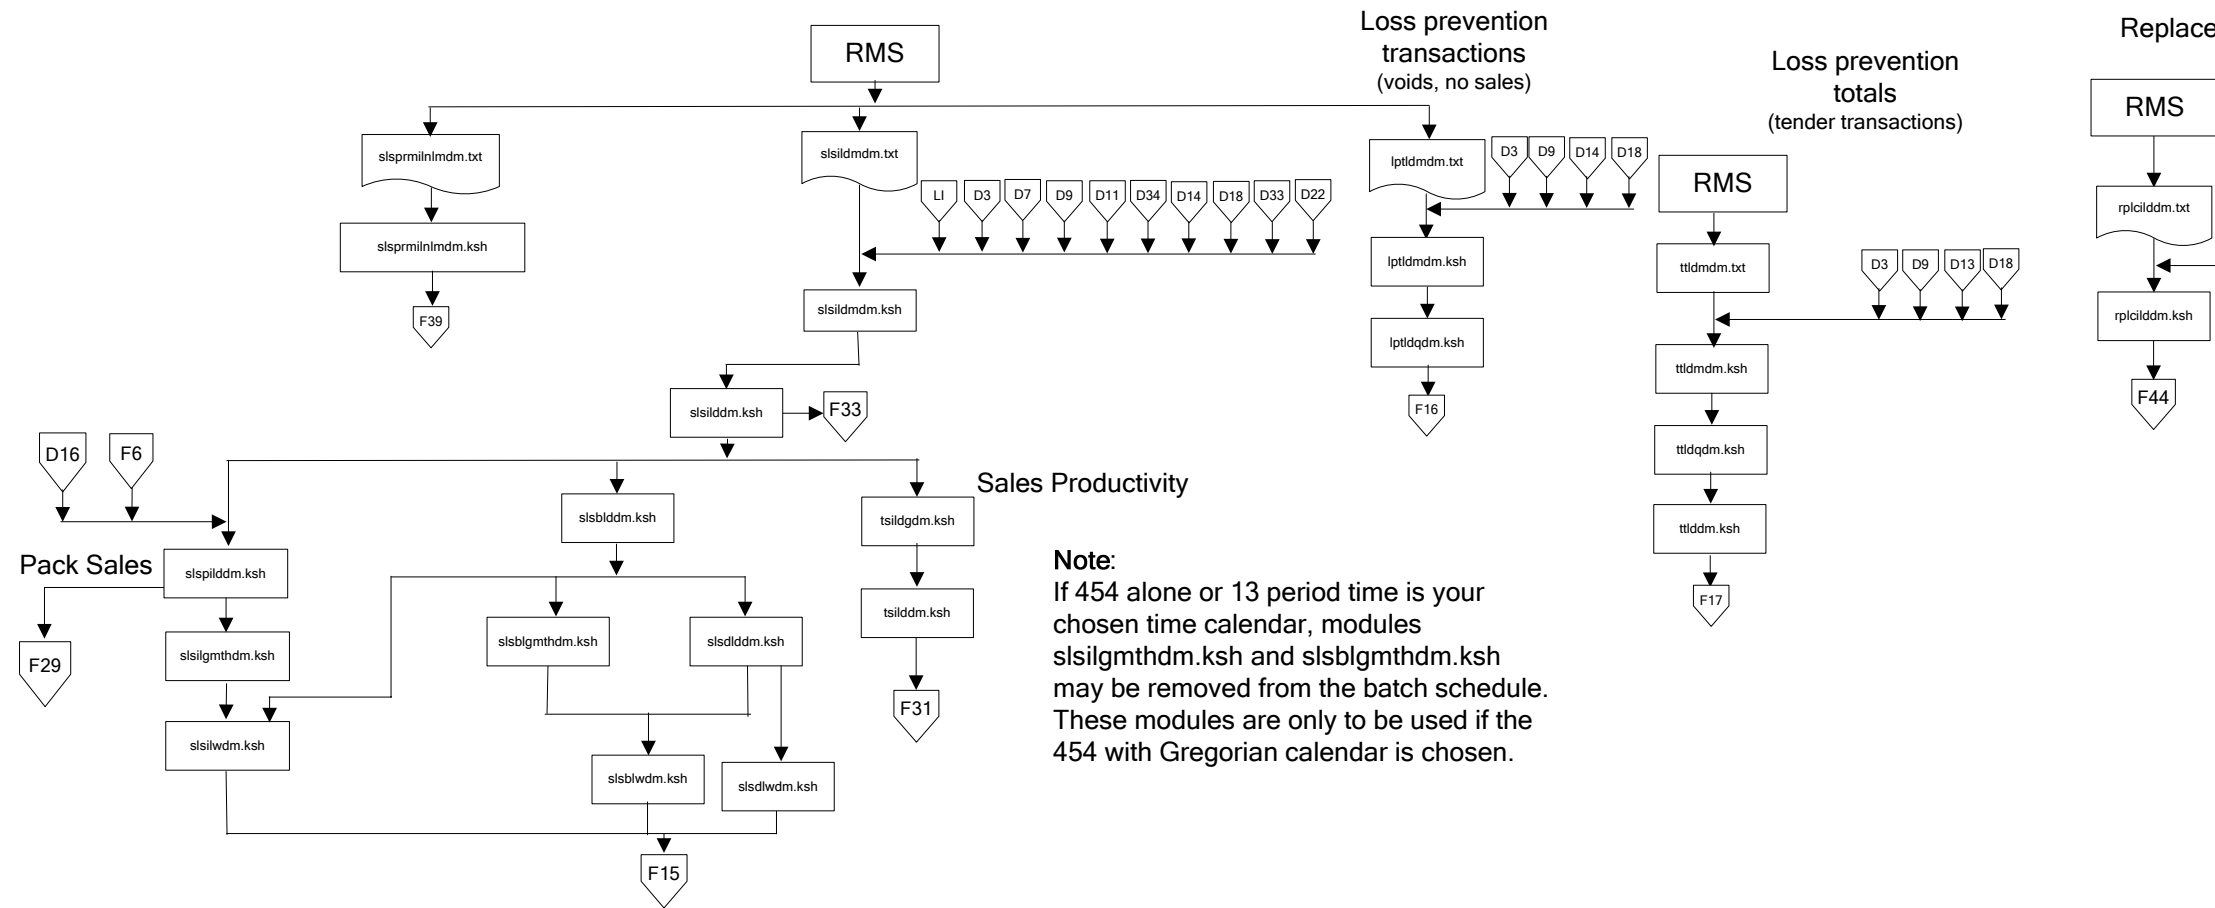 RMS
Loss prevention
transactions
(voids, no sales)
Loss prevention
totals
(tender transactions)
Replace
RMS
slsprmilnlmdm.txt
slsildmdm.txt
lptldmdm.txt
D3 D9 D14 D18
RMS
rplcilddm.txt
LI D3 D7 D9 D11 D34 D14 D18 D33 D22
slsprmilnlmdm.ksh
lptldmdm.ksh
ttldmdm.txt
D3 D9 D13 D18
slsildmdm.ksh
rplcilddm.ksh
F39
lptldqdm.ksh
ttldmdm.ksh
slsilddm.ksh
F33
F16
F44
D16 F6
ttldqdm.ksh
Sales Productivity
slsblddm.ksh
tsildgdm.ksh
ttlddm.ksh
Pack Sales
slspilddm.ksh
F17
tsilddm.ksh
Note:
If 454 alone or 13 period time is your
chosen time calendar, modules
slsilgmthdm.ksh and slsblgmthdm.ksh
may be removed from the batch schedule.
These modules are only to be used if the
454 with Gregorian calendar is chosen.
F29
slsilgmthdm.ksh
slsblgmthdm.ksh
slsdlddm.ksh
F31
slsilwdm.ksh
slsblwdm.ksh
slsdlwdm.ksh
F15